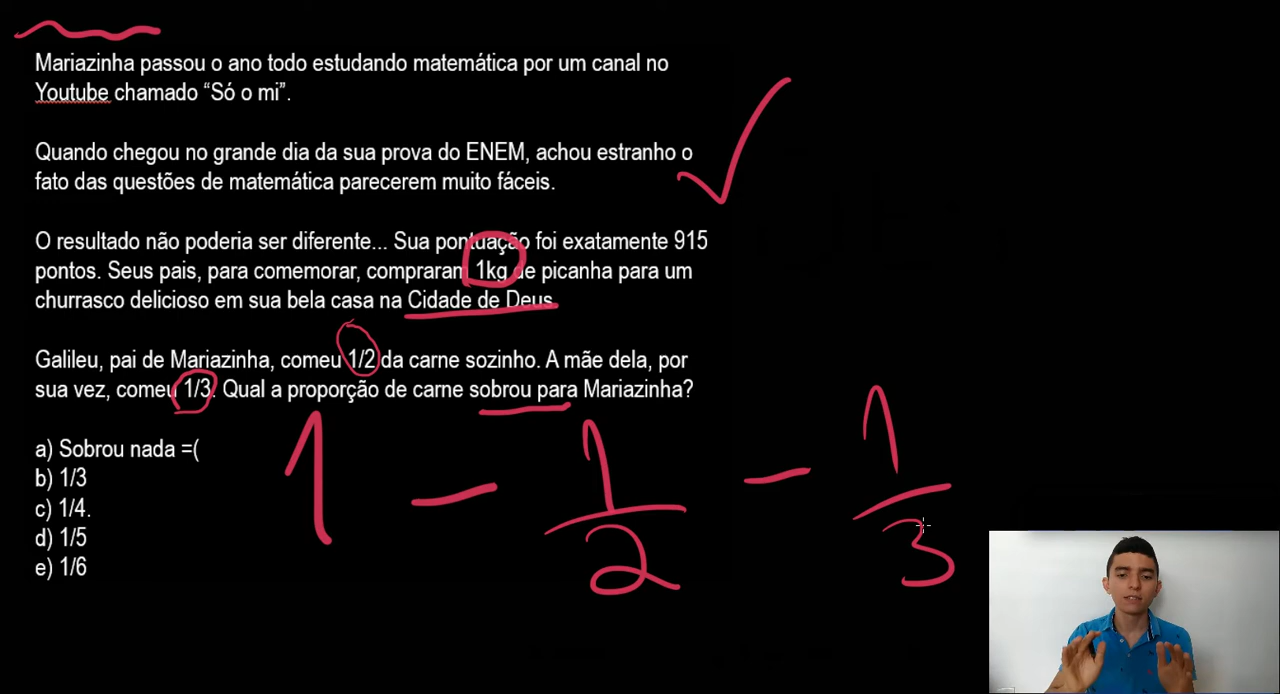 Mariazinha passou o ano todo estudando matemática por um canal no
Youtube chamado “Só o mi”.
Quando chegou no grande dia da sua prova do ENEM, achou estranho o
fato das questões de matemática parecerem muito fáceis.
O resultado não poderia ser diferente... Sua pontuação foi exatamente 915
pontos. Seus pais, para comemorar, compraram 1kg de picanha para um
churrasco delicioso em sua bela casa na Cidade de Deus.
Galileu, pai de Mariazinha, comeu 1/2 da carne sozinho. A mãe dela, por
sua vez, comeu 1/3. Qual a proporção de carne sobrou para Mariazinha?
a) Sobrou nada =(
b) 1/3
c) 1/4.
d) 1/5
e) 1/6
1 - 1/2 - 1/3